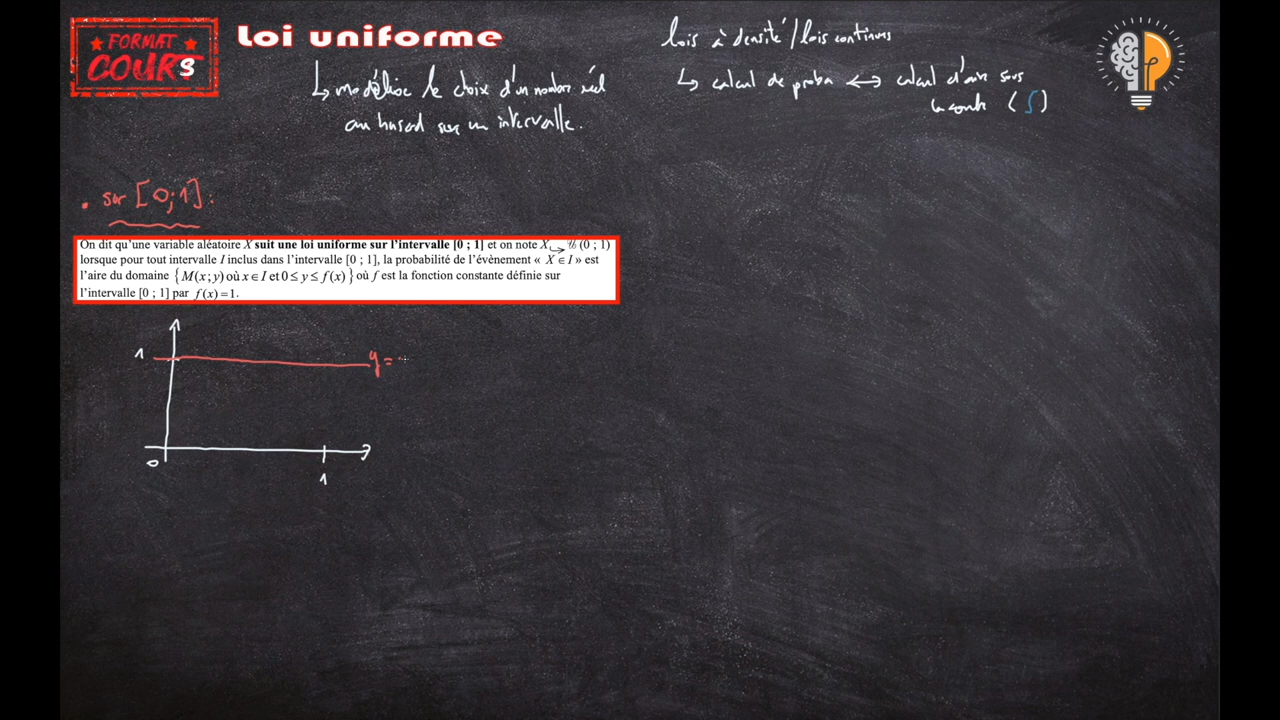 FORMAT
COURS
Loi uniforme
↳ modélise le choix d'un nombre réel
au hasard sur un intervalle.
lois à densité / lois continues
↳ calcul de proba ↔ calcul d'aire sous
la courbe ( ∫ )
• sur [0;1] :
On dit qu'une variable aléatoire X suit une loi uniforme sur l'intervalle [0 ; 1] et on note X ↪ 𝒰 (0 ; 1)
lorsque pour tout intervalle I inclus dans l'intervalle [0 ; 1], la probabilité de l'évènement « X ∈ I » est
l'aire du domaine {M(x; y) où x ∈ I et 0 ≤ y ≤ f(x)} où f est la fonction constante définie sur
l'intervalle [0 ; 1] par f(x) = 1.
1
y =
0
1